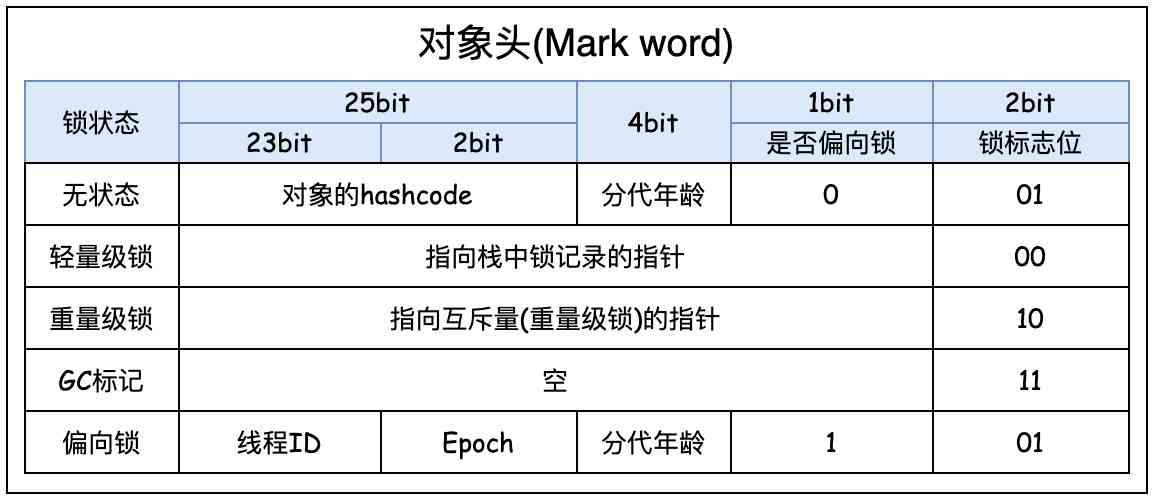 对象头(Mark word)
锁状态 25bit 4bit 1bit 2bit
23bit 2bit 是否偏向锁 锁标志位
无状态 对象的hashcode 分代年龄 0 01
轻量级锁 指向栈中锁记录的指针 00
重量级锁 指向互斥量(重量级锁)的指针 10
GC标记 空 11
偏向锁 线程ID Epoch 分代年龄 1 01